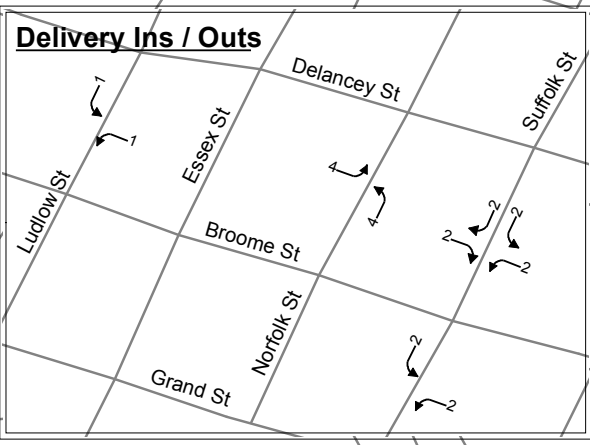 Delivery Ins / Outs
Delancey St
Suffolk St
Essex St
Ludlow St
1
1
4
4
2
2
2
2
Broome St
Norfolk St
2
2
Grand St